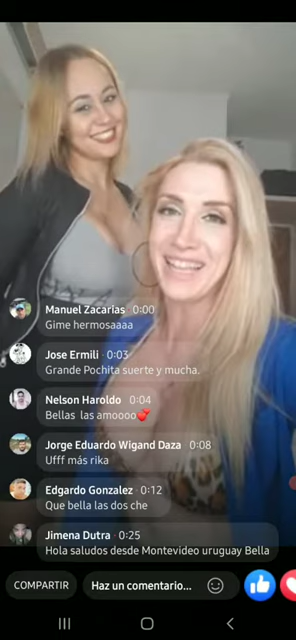 Manuel Zacarias · 0:00
Gime hermosaaaa
Jose Ermili · 0:03
Grande Pochita suerte y mucha.
Nelson Haroldo · 0:04
Bellas las amoooo💕
Jorge Eduardo Wigand Daza · 0:08
Ufff más rika
Edgardo Gonzalez · 0:12
Que bella las dos che
Jimena Dutra · 0:25
Hola saludos desde Montevideo uruguay Bella
COMPARTIR
Haz un comentario...